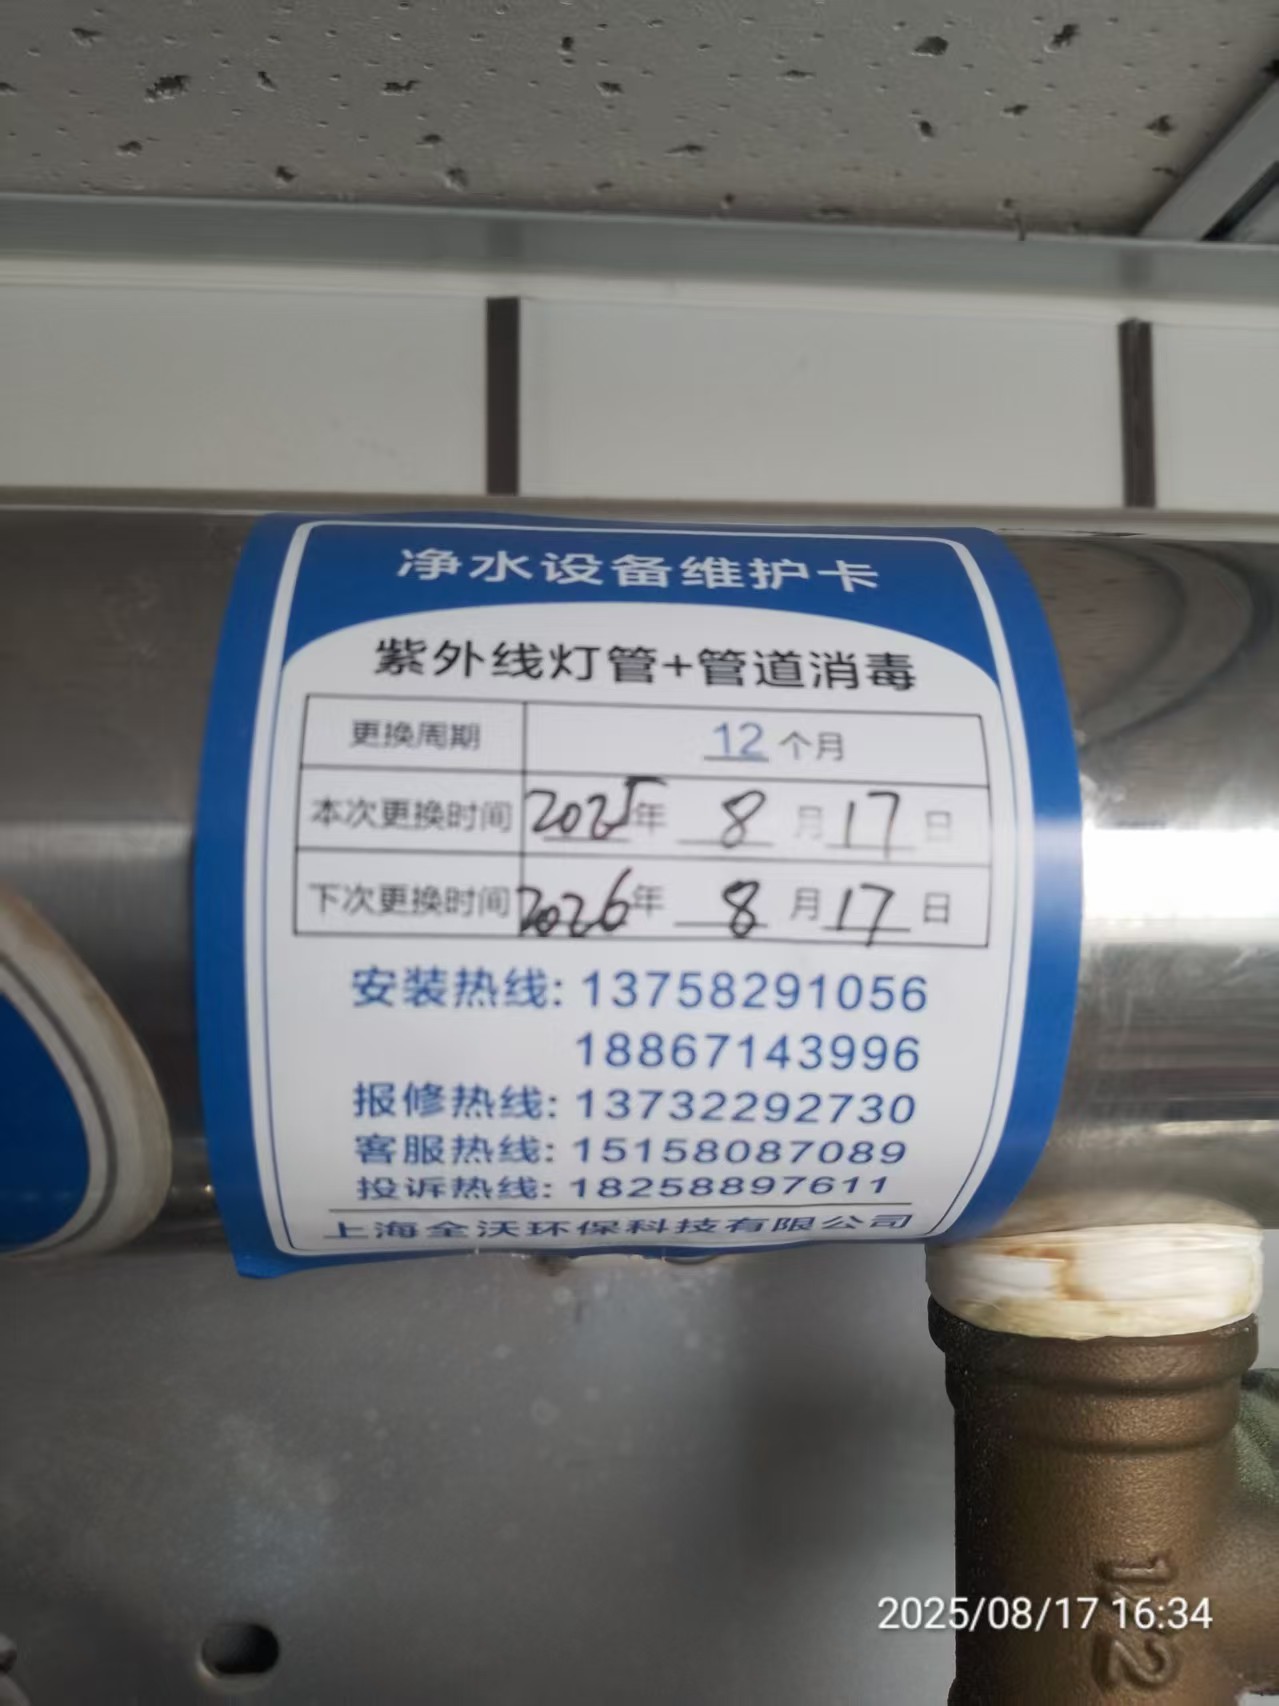 净水设备维护卡
紫外线灯管+管道消毒
更换周期 12 个月
本次更换时间 2025年 8 月 17 日
下次更换时间 2026年 8 月 17 日
安装热线: 13758291056
18867143996
报修热线: 13732292730
客服热线: 15158087089
投诉热线: 18258897611
上海全沃环保科技有限公司
1/2
2025/08/17 16:34